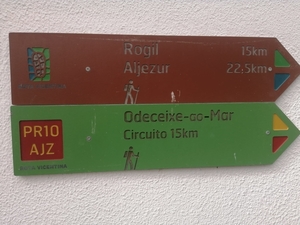 Rogil 15km
Aljezur 22,5km
Odeceixe-ao-Mar
Circuito 15km
PR10
AJZ